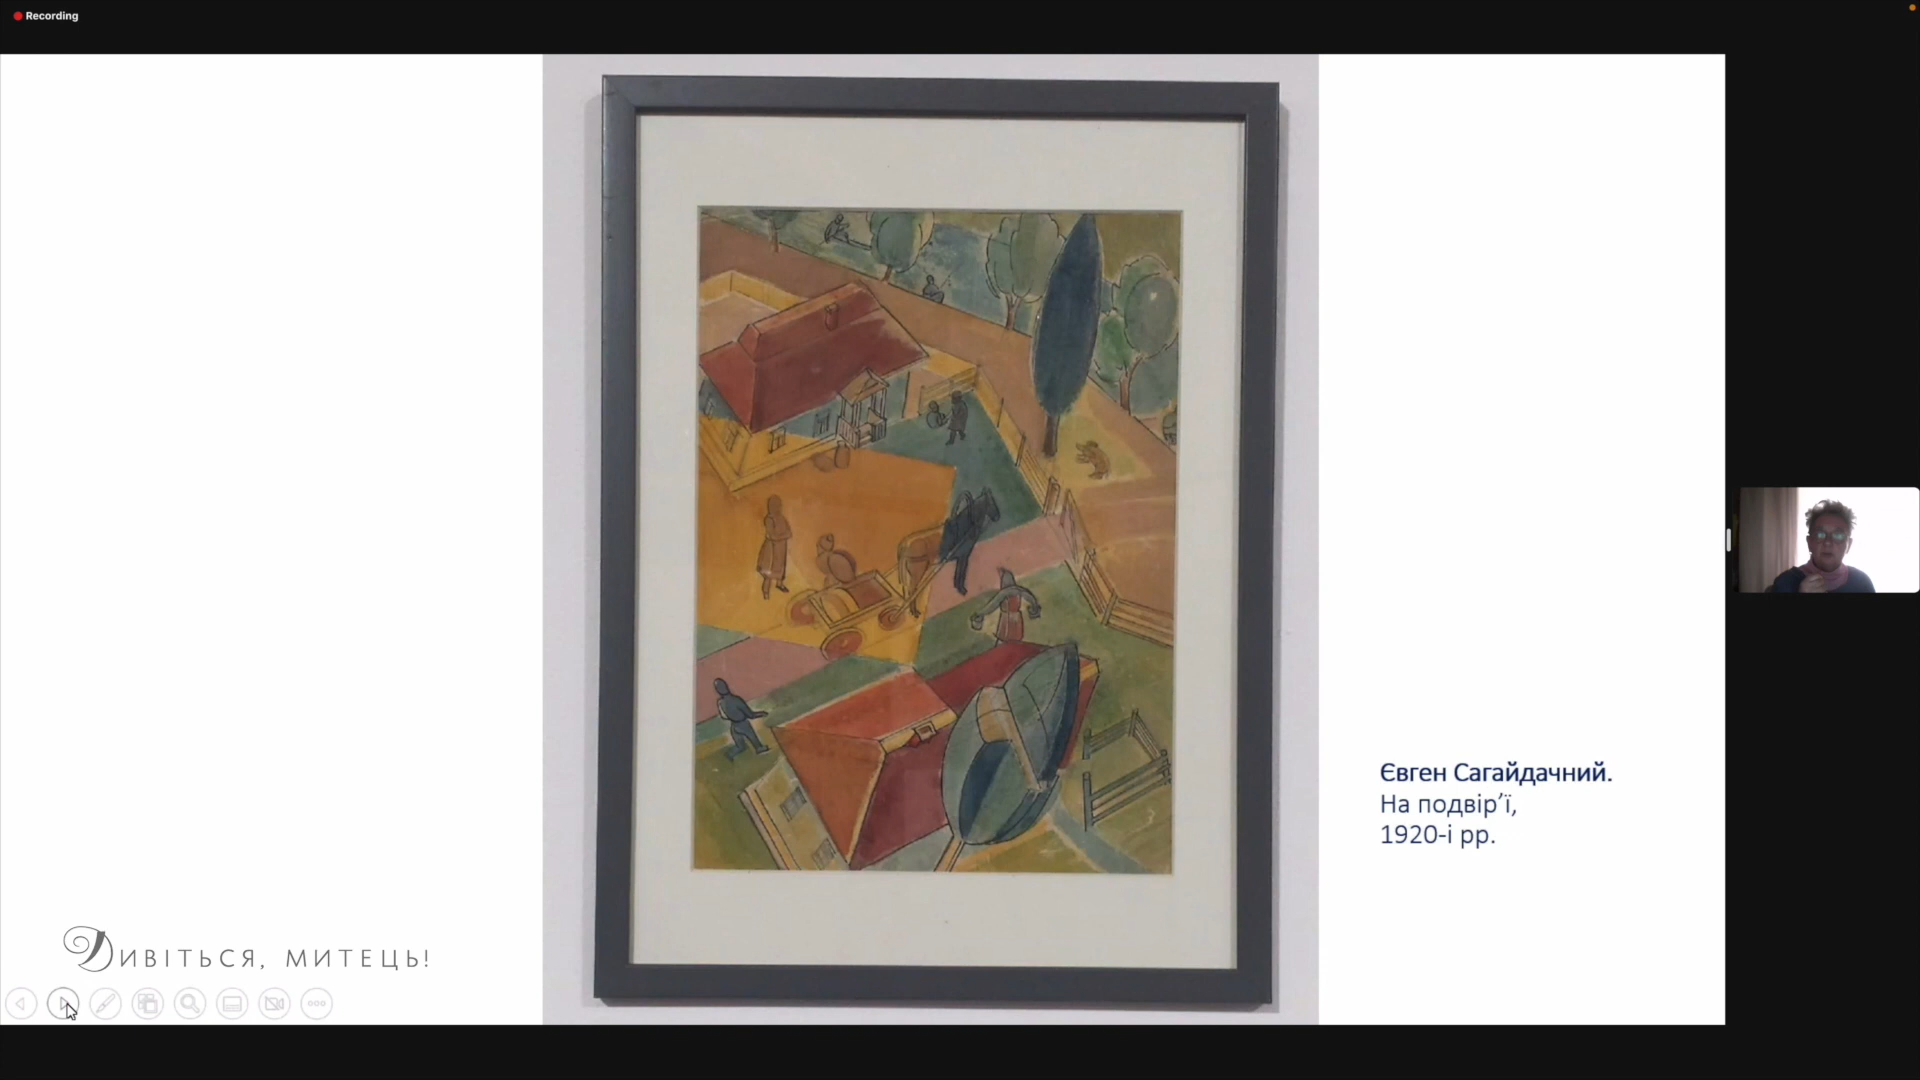 Recording
Євген Сагайдачний.
На подвір’ї,
1920-і рр.
Дивіться, митець!